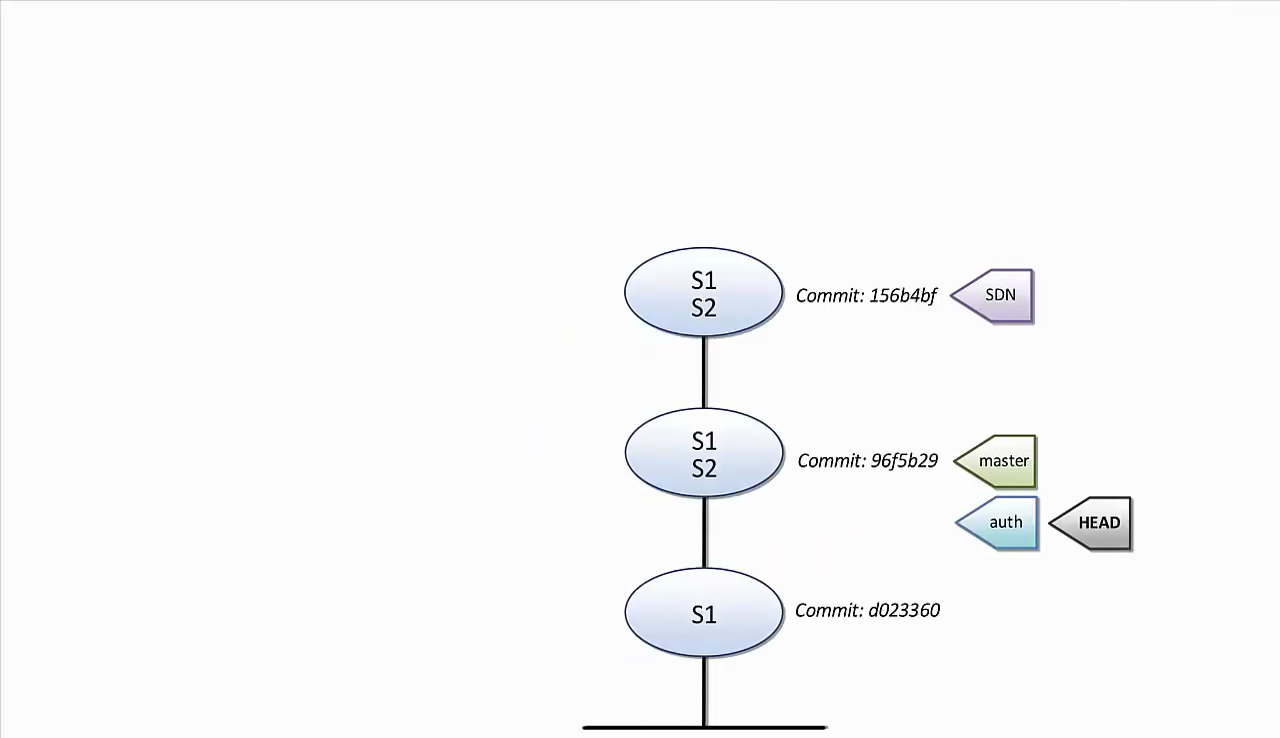 S1
S2
Commit: 156b4bf
SDN
S1
S2
Commit: 96f5b29
master
auth
HEAD
S1
Commit: d023360